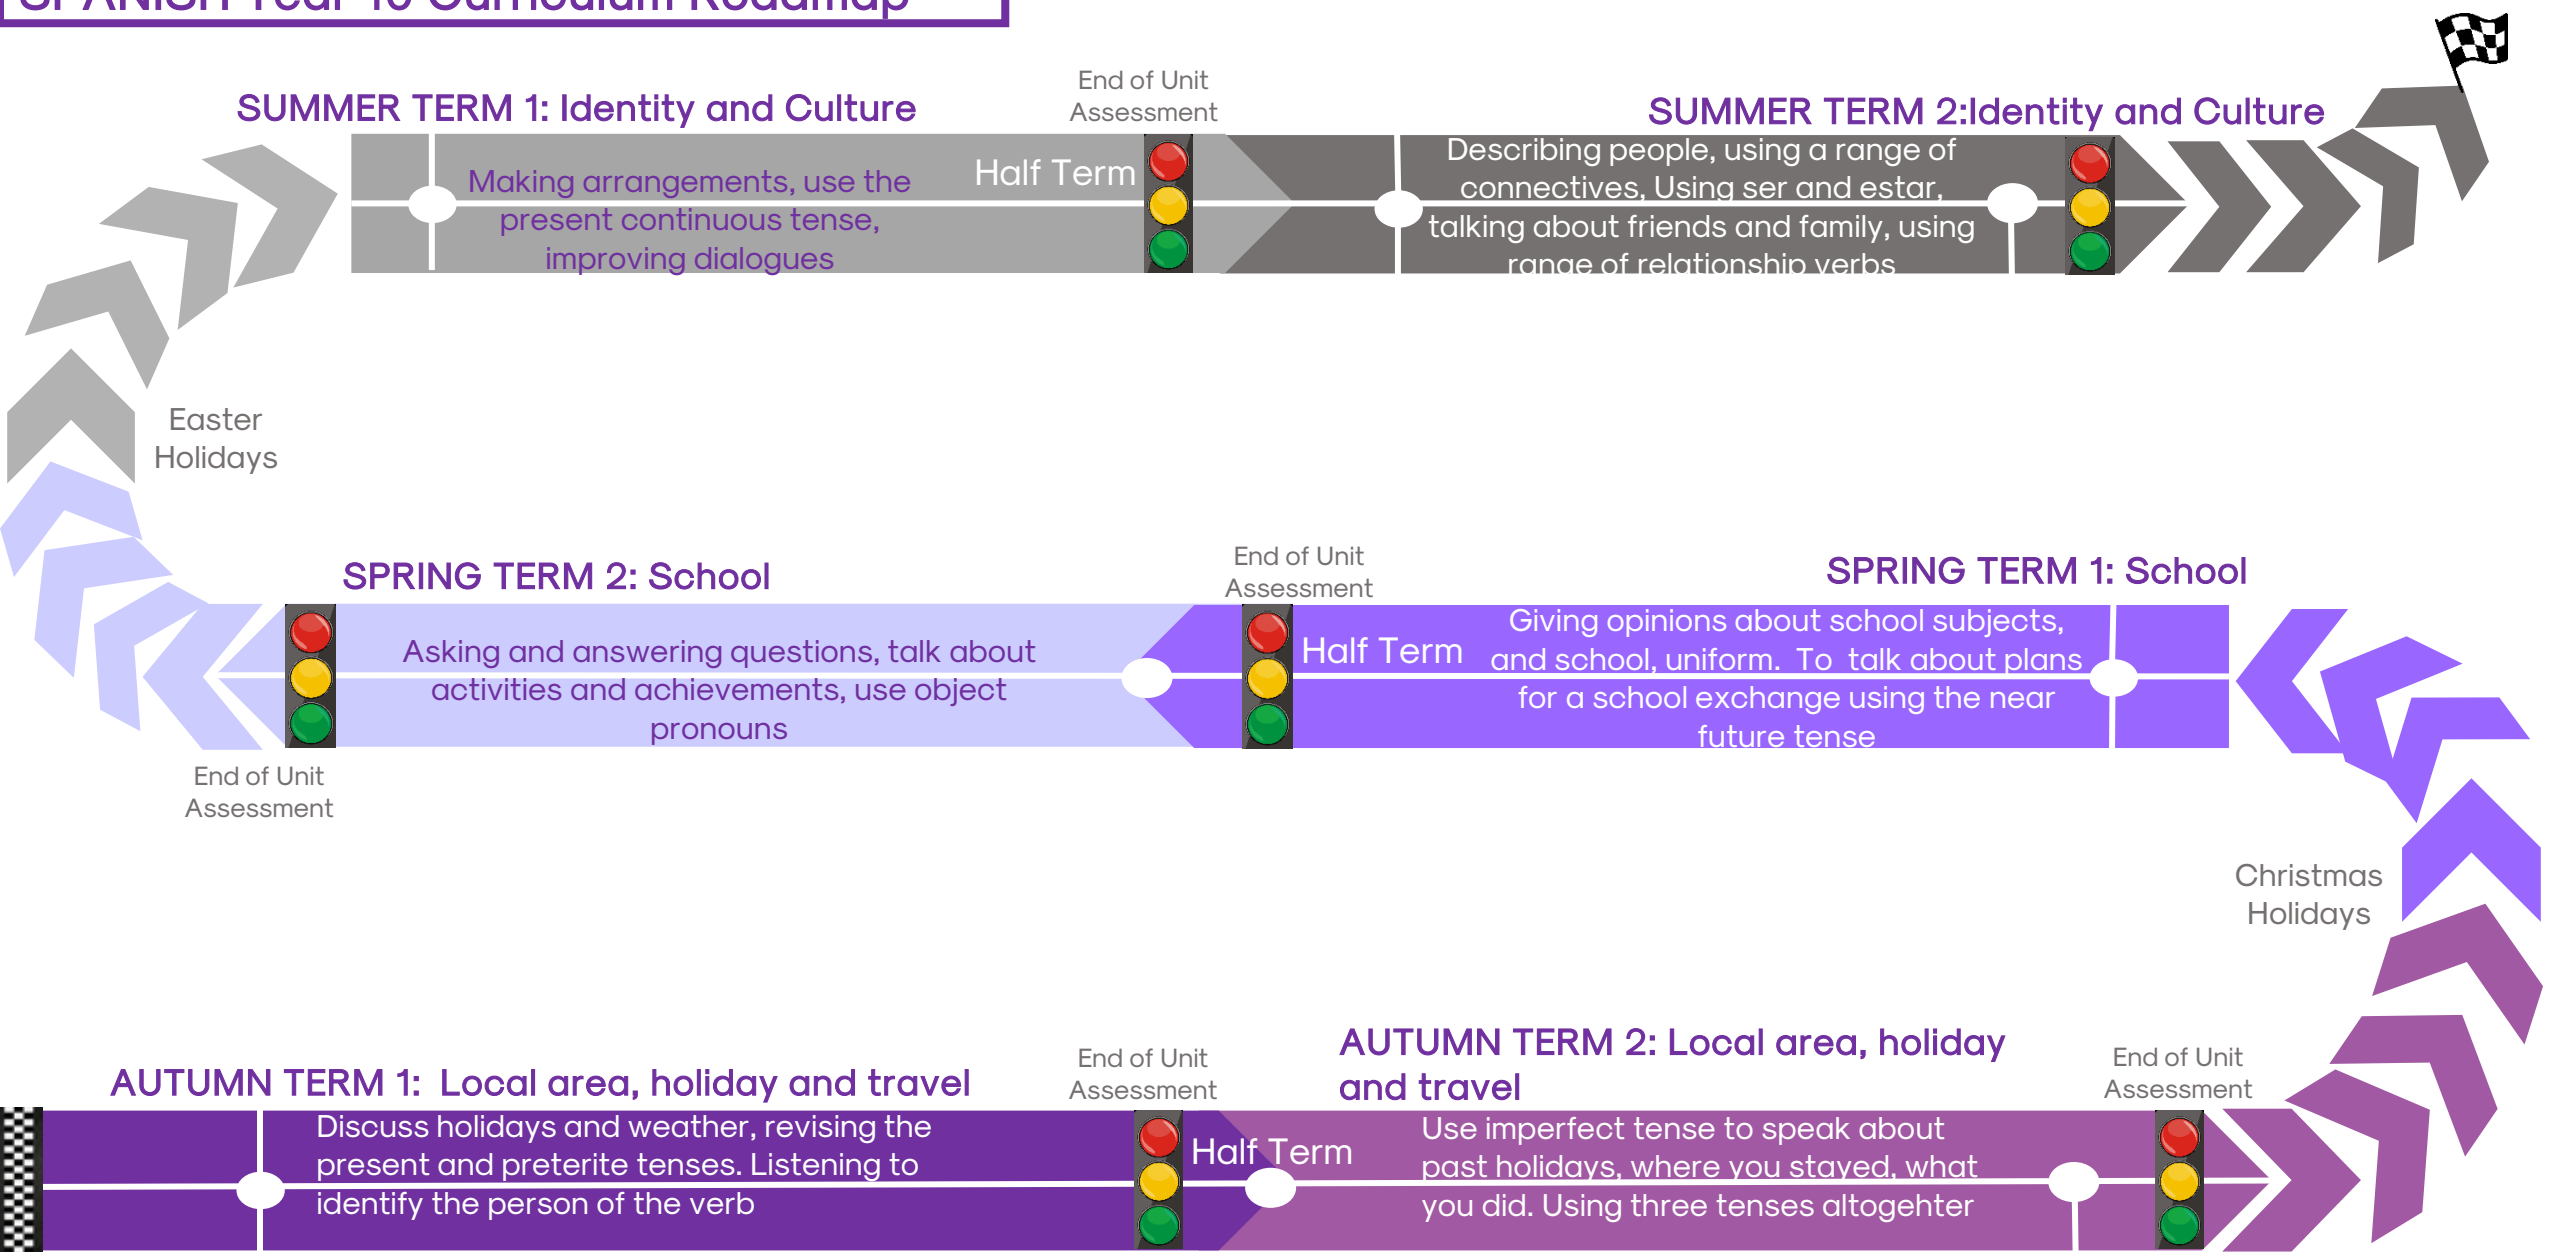 SPANISH Year 10 Curriculum Roadmap
End of Unit
Assessment
SUMMER TERM 1: Identity and Culture
SUMMER TERM 2:Identity and Culture
Making arrangements, use the
present continuous tense,
improving dialogues
Half Term
Describing people, using a range of
connectives, Using ser and estar,
talking about friends and family, using
range of relationship verbs
Easter
Holidays
SPRING TERM 2: School
End of Unit
Assessment
SPRING TERM 1: School
Asking and answering questions, talk about
activities and achievements, use object
pronouns
Half Term
Giving opinions about school subjects,
and school, uniform. To talk about plans
for a school exchange using the near
future tense
End of Unit
Assessment
Christmas
Holidays
AUTUMN TERM 1: Local area, holiday and travel
End of Unit
Assessment
AUTUMN TERM 2: Local area, holiday
and travel
End of Unit
Assessment
Discuss holidays and weather, revising the
present and preterite tenses. Listening to
identify the person of the verb
Half Term
Use imperfect tense to speak about
past holidays, where you stayed, what
you did. Using three tenses altogehter